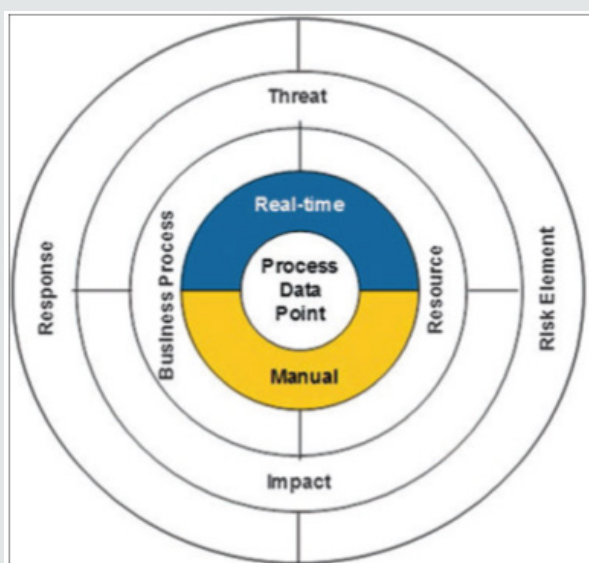 Threat
Real-time
Response
Business Process
Process
Data
Point
Resource
Risk Element
Manual
Impact